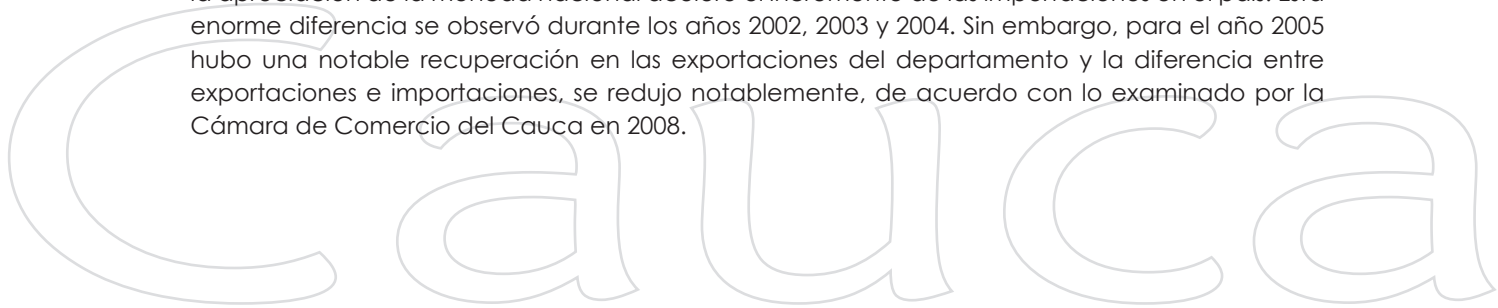 enorme diferencia se observó durante los años 2002, 2003 y 2004. Sin embargo, para el año 2005
hubo una notable recuperación en las exportaciones del departamento y la diferencia entre
exportaciones e importaciones, se redujo notablemente, de acuerdo con lo examinado por la
Cámara de Comercio del Cauca en 2008.
Cauca